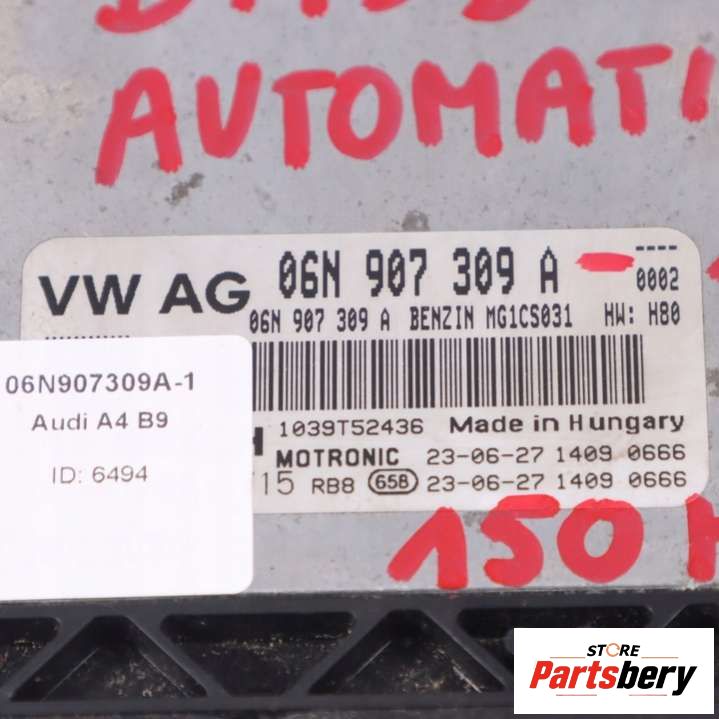 AUTOMATI
VW AG 06N 907 309 A ----
0002
06N 907 309 A BENZIN MG1CS031 HW: H80
06N907309A-1
Audi A4 B9
ID: 6494
1039T52436 Made in Hungary
MOTRONIC 23-06-27 1409 0666
15 RB8 65B 23-06-27 1409 0666
150
STORE
Partsbery